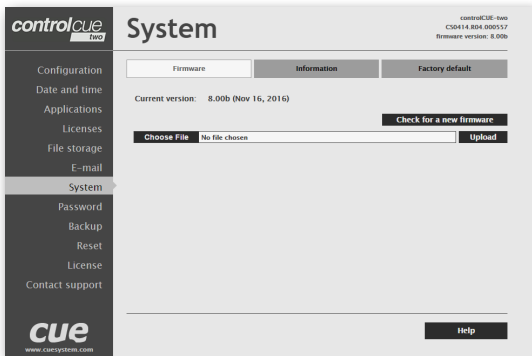 controlcue
two
System
controlCUE-two
CS0414.R04.000557
firmware version: 8.00b
Configuration
Date and time
Applications
Licenses
File storage
E-mail
System
Password
Backup
Reset
License
Contact support
Firmware
Information
Factory default
Current version: 8.00b (Nov 16, 2016)
Check for a new firmware
Choose File No file chosen
Upload
cue
www.cuesystem.com
Help